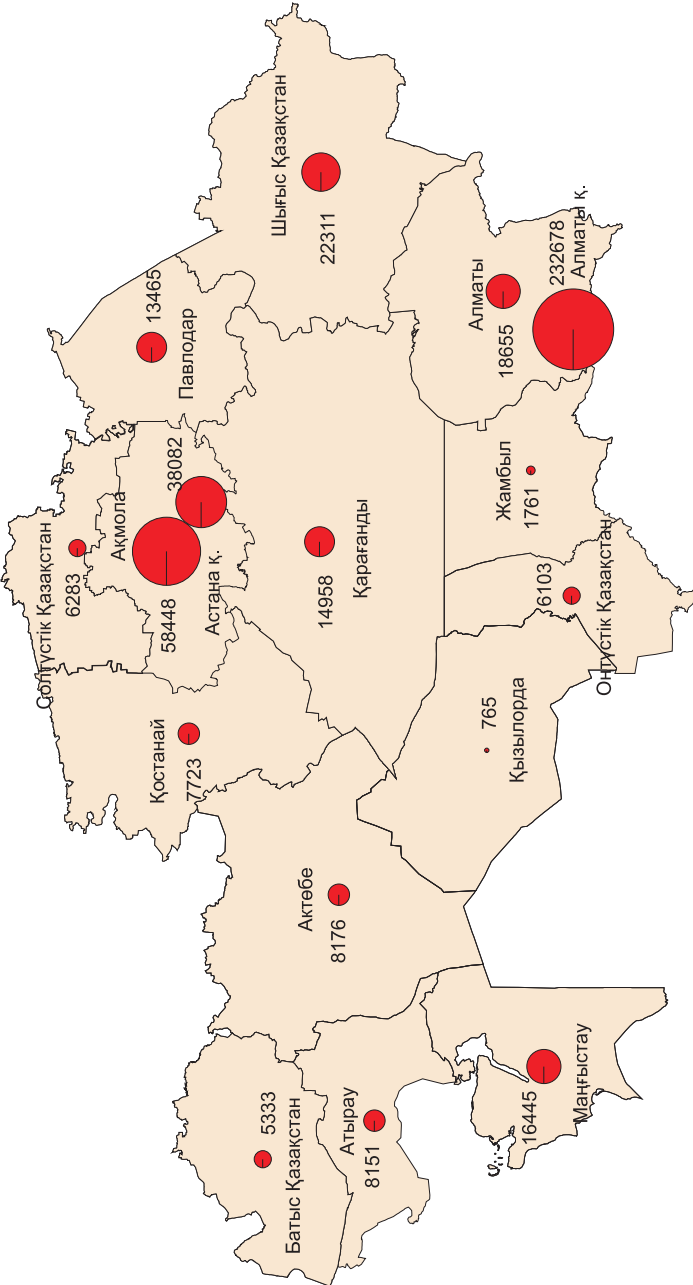 Солтүстік Қазақстан
6283
Ақмола
58448
38082
Астана қ.
13465
Павлодар
Қостанай
7723
Шығыс Қазақстан
22311
5333
Батыс Қазақстан
Актөбе
8176
14958
Қарағанды
Атырау
8151
Алматы
18655
765
Қызылорда
Жамбыл
1761
16445
Маңғыстау
6103
Оңтүстік Қазақстан
232678
Алматы қ.